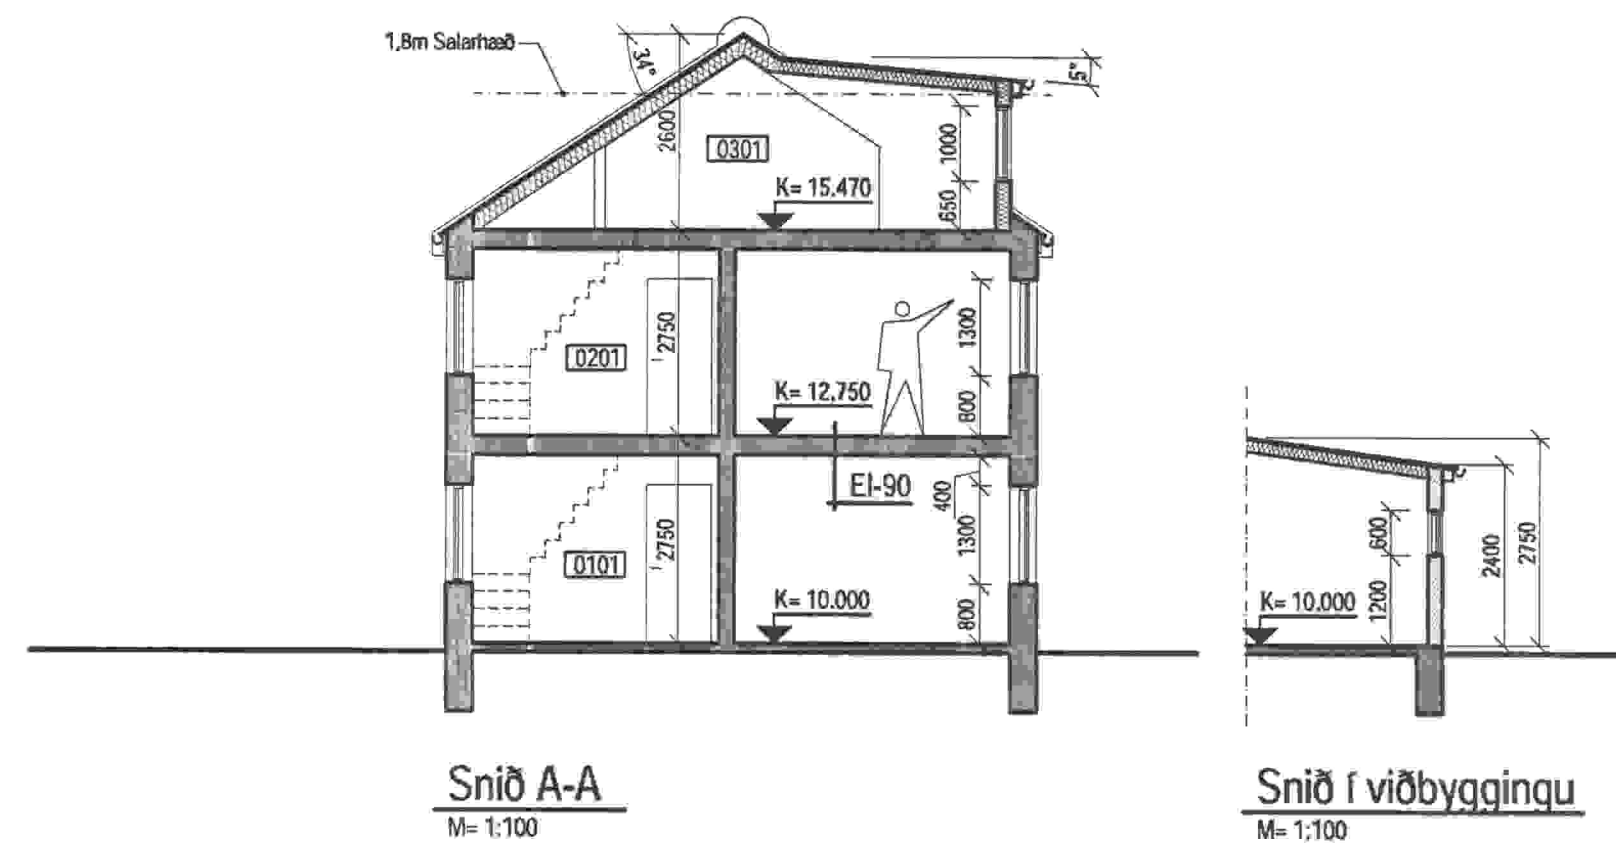 1,8m Salarhæð
34°
5°
2600
0301
1000
K= 15.470
650
2750
1300
0201
K= 12,750
800
EI-90
400
2750
1300
0101
K= 10.000
800
600
2400
2750
K= 10.000
1200
Snið A-A
M= 1:100
Snið í viðbyggingu
M= 1:100